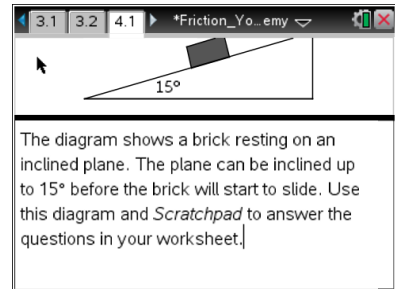 3.1 3.2 4.1 *Friction_Yo…emy
15°
The diagram shows a brick resting on an
inclined plane. The plane can be inclined up
to 15° before the brick will start to slide. Use
this diagram and Scratchpad to answer the
questions in your worksheet.